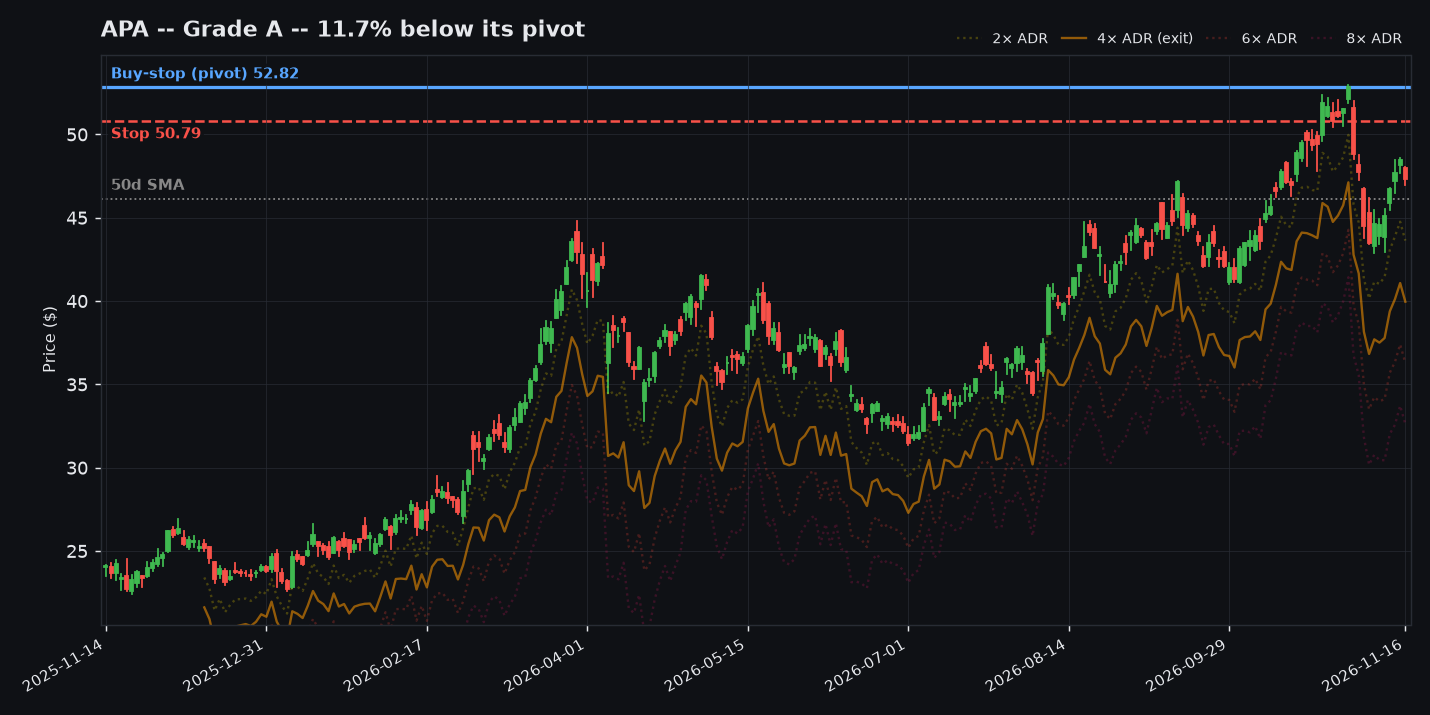 APA -- Grade A -- 11.7% below its pivot
2× ADR
4× ADR (exit)
6× ADR
8× ADR
Buy-stop (pivot) 52.82
Stop 50.79
50d SMA
Price ($)
50
45
40
35
30
25
2025-11-14
2025-12-31
2026-02-17
2026-04-01
2026-05-15
2026-07-01
2026-08-14
2026-09-29
2026-11-16